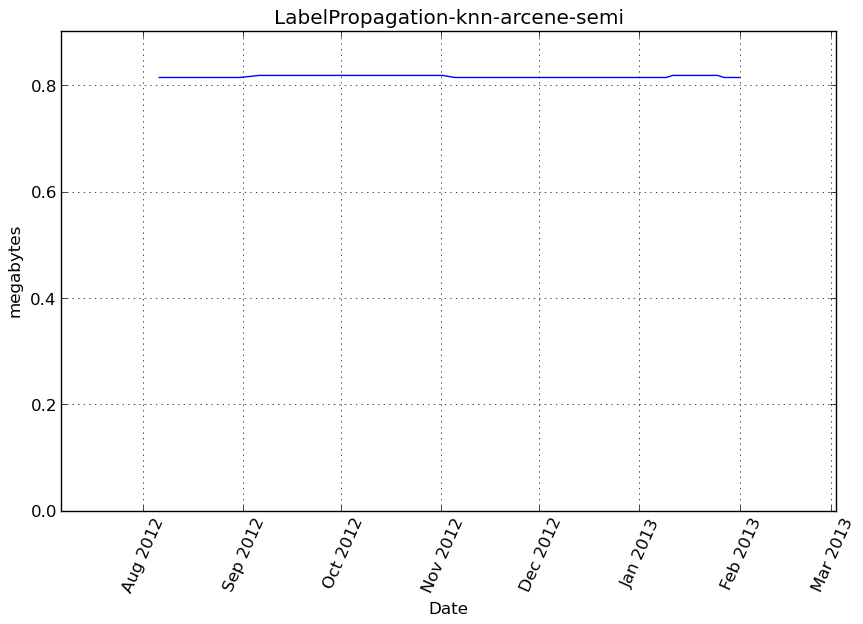 LabelPropagation-knn-arcene-semi
megabytes
0.8
0.6
0.4
0.2
0.0
Aug 2012
Sep 2012
Oct 2012
Nov 2012
Dec 2012
Jan 2013
Feb 2013
Mar 2013
Date